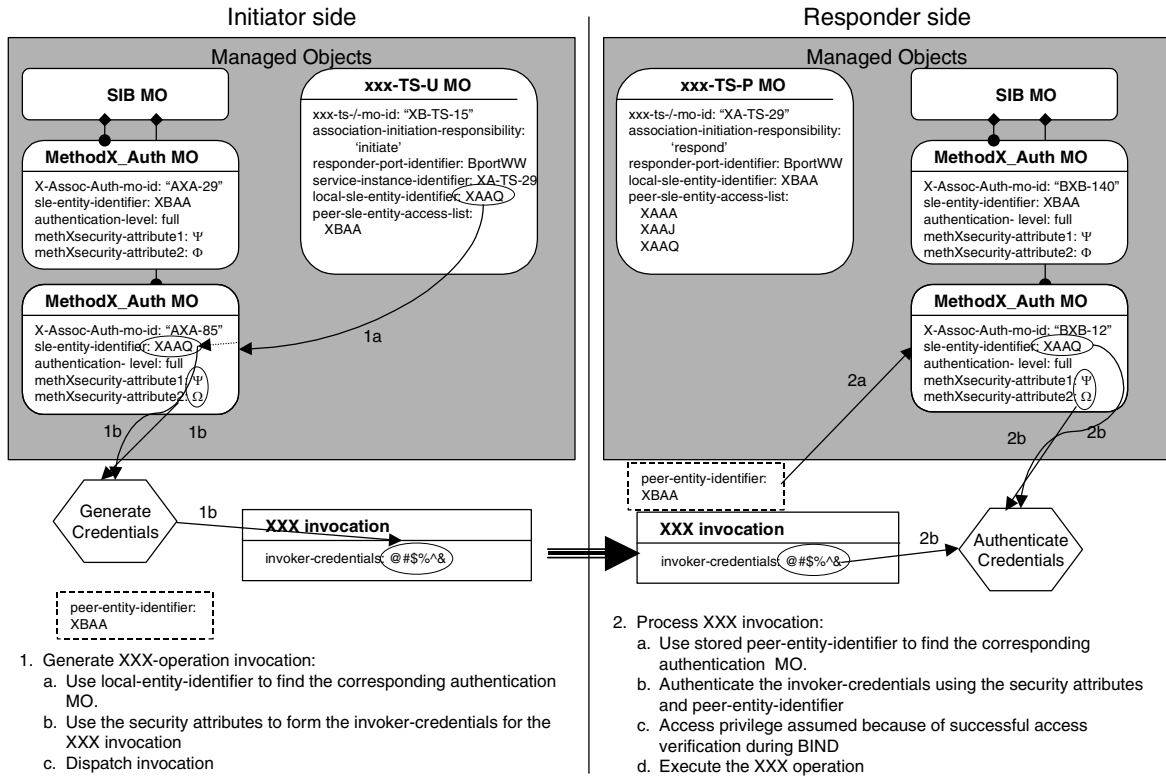 Initiator side
Managed Objects
SIB MO
MethodX_Auth MO
X-Assoc-Auth-mo-id: “AXA-29”
sle-entity-identifier: XBAA
authentication-level: full
methXsecurity-attribute1: Ψ
methXsecurity-attribute2: Φ
MethodX_Auth MO
X-Assoc-Auth-mo-id: “AXA-85”
sle-entity-identifier: XAAQ
authentication- level: full
methXsecurity-attribute1: Ψ
methXsecurity-attribute2: Ω
xxx-TS-U MO
xxx-ts-/-mo-id: “XB-TS-15”
association-initiation-responsibility:
‘initiate’
responder-port-identifier: BportWW
service-instance-identifier: XA-TS-29
local-sle-entity-identifier: XAAQ
peer-sle-entity-access-list:
XBAA
1a
1b
1b
Generate
Credentials
1b
XXX invocation
invoker-credentials: @#$%^&
peer-entity-identifier:
XBAA
1. Generate XXX-operation invocation:
a. Use local-entity-identifier to find the corresponding authentication
MO.
b. Use the security attributes to form the invoker-credentials for the
XXX invocation
c. Dispatch invocation
Responder side
Managed Objects
xxx-TS-P MO
xxx-ts-/-mo-id: “XA-TS-29”
association-initiation-responsibility:
‘respond’
responder-port-identifier: BportWW
local-sle-entity-identifier: XBAA
peer-sle-entity-access-list:
XAAA
XAAJ
XAAQ
SIB MO
MethodX_Auth MO
X-Assoc-Auth-mo-id: “BXB-140”
sle-entity-identifier: XBAA
authentication- level: full
methXsecurity-attribute1: Ψ
methXsecurity-attribute2: Φ
MethodX_Auth MO
X-Assoc-Auth-mo-id: “BXB-12”
sle-entity-identifier: XAAQ
authentication- level: full
methXsecurity-attribute1: Ψ
methXsecurity-attribute2: Ω
2a
2b
2b
peer-entity-identifier:
XBAA
XXX invocation
invoker-credentials: @#$%^&
2b
Authenticate
Credentials
2. Process XXX invocation:
a. Use stored peer-entity-identifier to find the corresponding
authentication MO.
b. Authenticate the invoker-credentials using the security attributes
and peer-entity-identifier
c. Access privilege assumed because of successful access
verification during BIND
d. Execute the XXX operation